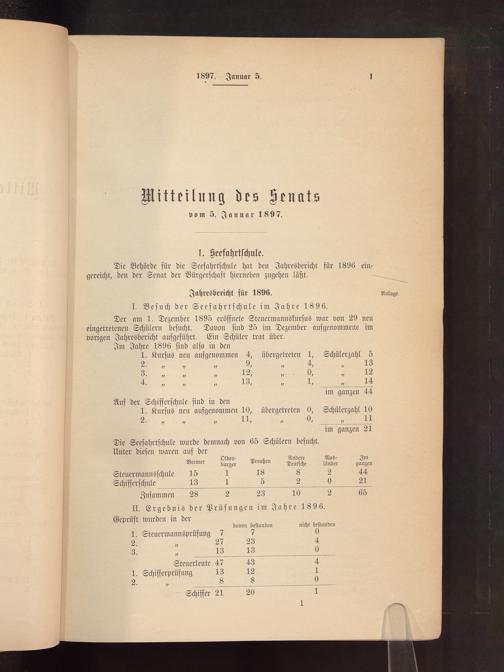 1897. Januar 5.
1
Mitteilung des Senats
vom 5. Januar 1897.
1. Seefahrtschule.
Die Behörde für die Seefahrtschule hat den Jahresbericht für 1896 ein-
gereicht, den der Senat der Bürgerschaft hierneben zugehen läßt.
Jahresbericht für 1896.
Anlage.
I. Besuch der Seefahrtschule im Jahre 1896.
Der am 1. Dezember 1895 eröffnete Steuermannskursus war von 29 neu
eingetretenen Schülern besucht. Davon sind 25 im Dezember aufgenommene im
vorigen Jahresbericht aufgeführt. Ein Schüler trat über.
Im Jahre 1896 sind also in den
1. Kursus neu aufgenommen 4, übergetreten 1, Schülerzahl 5
2. „ „ „ 9, „ 4, „ 13
3. „ „ „ 12, „ 0, „ 12
4. „ „ „ 13, „ 1, „ 14
im ganzen 44
Auf der Schifferschule sind in den
1. Kursus neu aufgenommen 10, übergetreten 0, Schülerzahl 10
2. „ „ „ 11, „ 0, „ 11
im ganzen 21
Die Seefahrtschule wurde demnach von 65 Schülern besucht.
Unter diesen waren auf der
Bremer Olden-burger Preußen Andere Deutsche Aus-länder Im ganzen
Steuermannsschule 15 1 18 8 2 44
Schifferschule 13 1 5 2 0 21
Zusammen 28 2 23 10 2 65
II. Ergebnis der Prüfungen im Jahre 1896.
Geprüft wurden in der
davon bestanden nicht bestanden
1. Steuermannsprüfung 7 7 0
2. „ 27 23 4
3. „ 13 13 0
Steuerleute 47 43 4
1. Schifferprüfung 13 12 1
2. „ 8 8 0
Schiffer 21 20 1
1